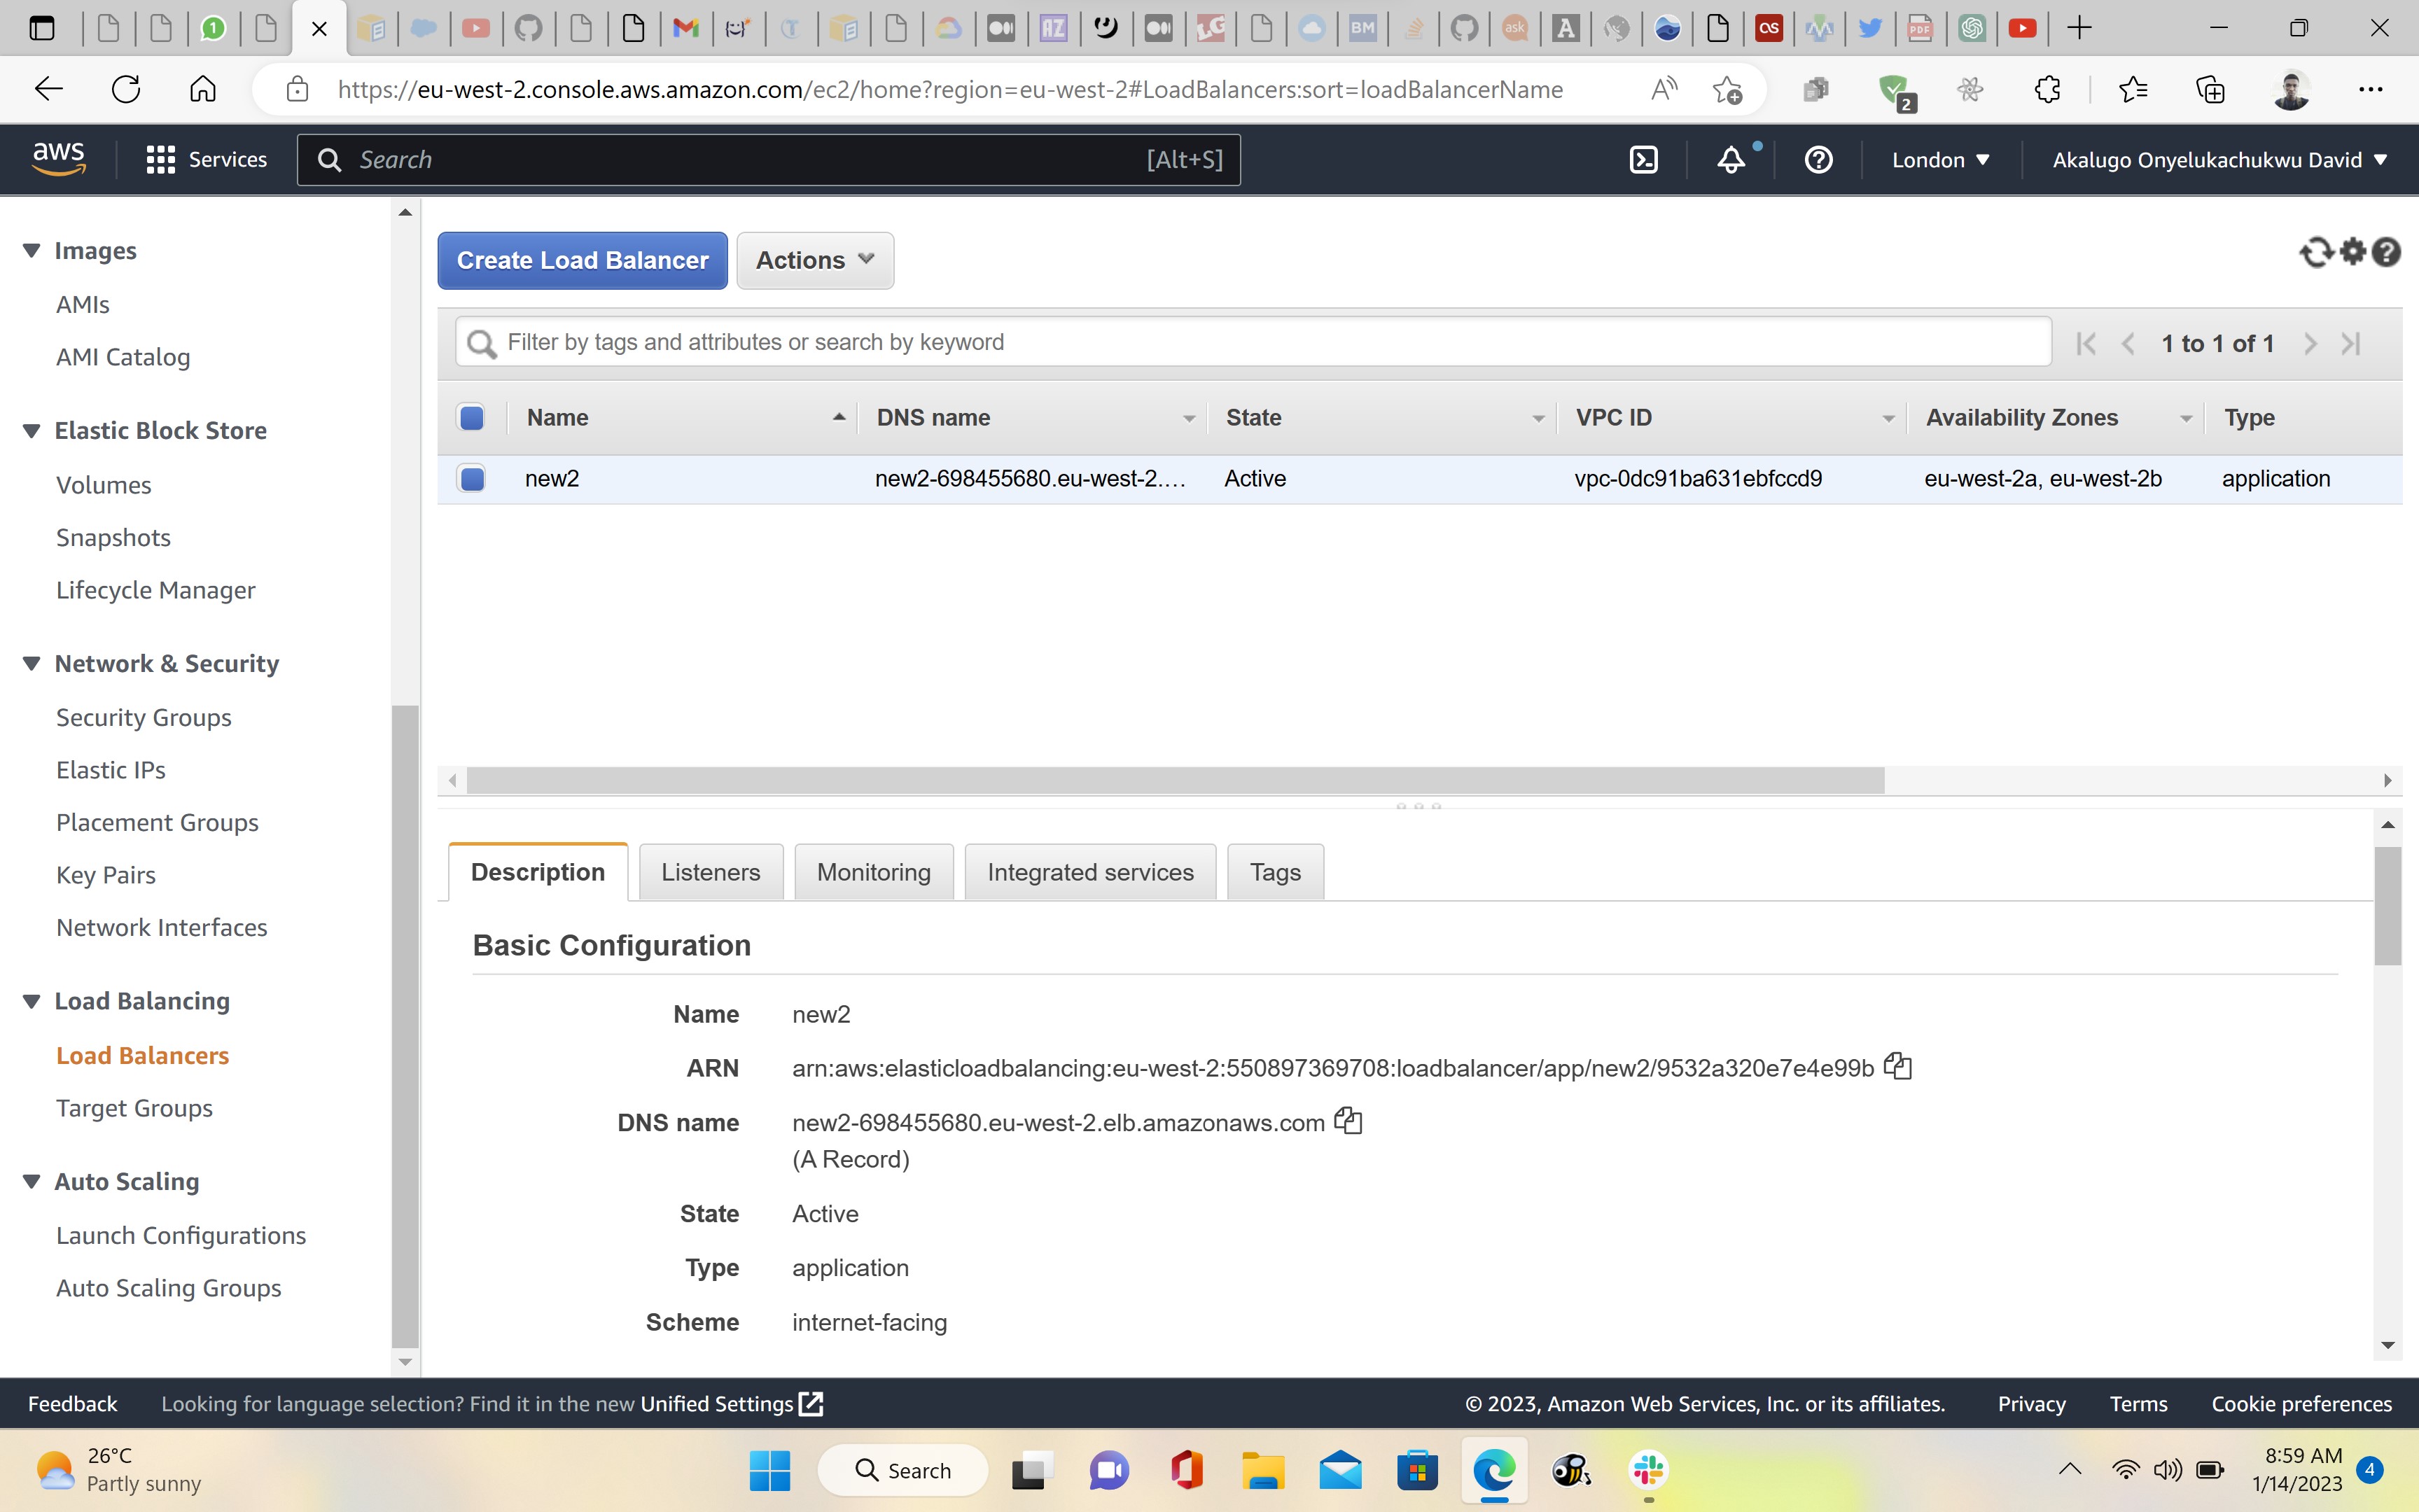 1
AZ
LG
BM
ask
A
OS
PDF
https://eu-west-2.console.aws.amazon.com/ec2/home?region=eu-west-2#LoadBalancers:sort=loadBalancerName
2
aws
Services
Search
[Alt+S]
London
Akalugo Onyelukachukwu David
Images
AMIs
AMI Catalog
Elastic Block Store
Volumes
Snapshots
Lifecycle Manager
Network & Security
Security Groups
Elastic IPs
Placement Groups
Key Pairs
Network Interfaces
Load Balancing
Load Balancers
Target Groups
Auto Scaling
Launch Configurations
Auto Scaling Groups
Create Load Balancer
Actions
Filter by tags and attributes or search by keyword
1 to 1 of 1
Name DNS name State VPC ID Availability Zones Type
new2 new2-698455680.eu-west-2.… Active vpc-0dc91ba631ebfccd9 eu-west-2a, eu-west-2b application
Description Listeners Monitoring Integrated services Tags
Basic Configuration
Name new2
ARN arn:aws:elasticloadbalancing:eu-west-2:550897369708:loadbalancer/app/new2/9532a320e7e4e99b
DNS name new2-698455680.eu-west-2.elb.amazonaws.com
(A Record)
State Active
Type application
Scheme internet-facing
Feedback Looking for language selection? Find it in the new Unified Settings
© 2023, Amazon Web Services, Inc. or its affiliates. Privacy Terms Cookie preferences
26°C
Partly sunny
Search
8:59 AM
1/14/2023
4